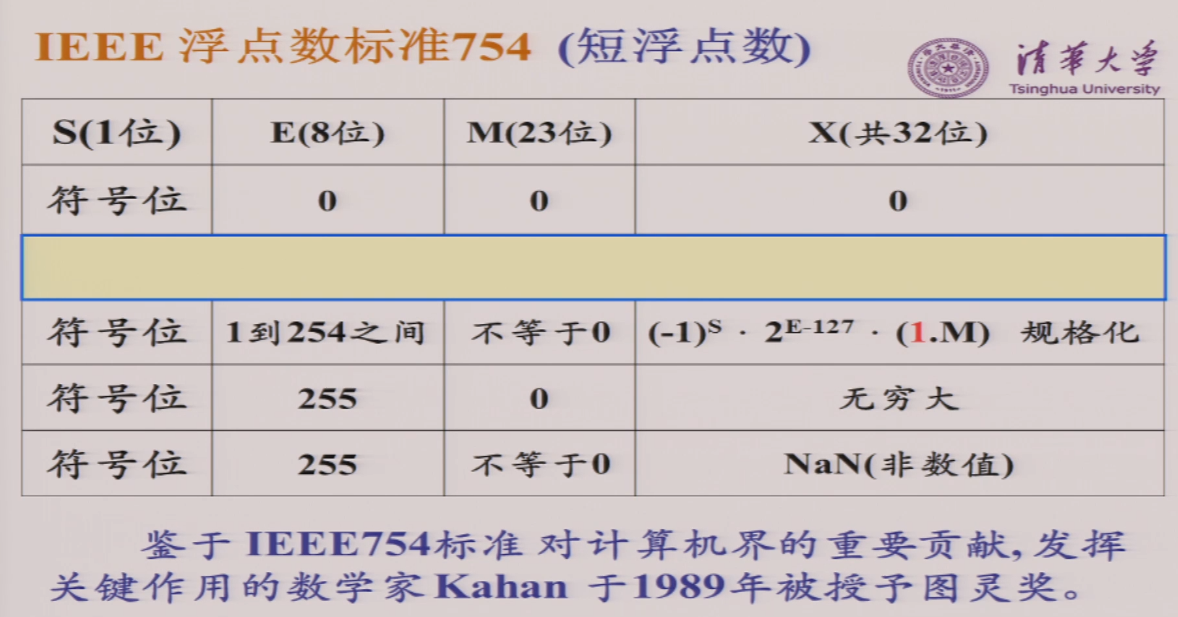 IEEE 浮点数标准754 (短浮点数)
清华大学
Tsinghua University
S(1位) E(8位) M(23位) X(共32位)
符号位 0 0 0
符号位 1到254之间 不等于0 (-1)^S · 2^E-127 · (1.M) 规格化
符号位 255 0 无穷大
符号位 255 不等于0 NaN(非数值)
鉴于 IEEE754标准 对计算机界的重要贡献, 发挥
关键作用的数学家 Kahan 于1989年被授予图灵奖。